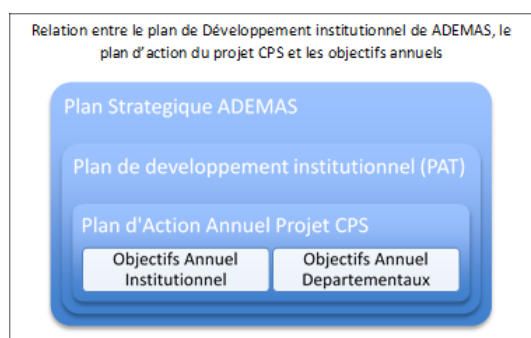 Relation entre le plan de Développement institutionnel de ADEMAS, le
plan d’action du projet CPS et les objectifs annuels
Plan Strategique ADEMAS
Plan de developpement institutionnel (PAT)
Plan d'Action Annuel Projet CPS
Objectifs Annuel
Institutionnel
Objectifs Annuel
Departementaux